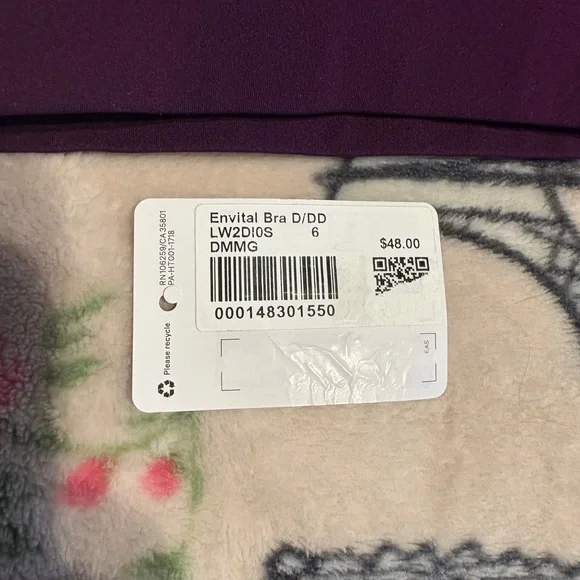 Envital Bra D/DD
LW2DI0S 6
DMMG
$48.00
000148301550
RN106259/CA35801
PA-HT001-1718
Please recycle
EAS